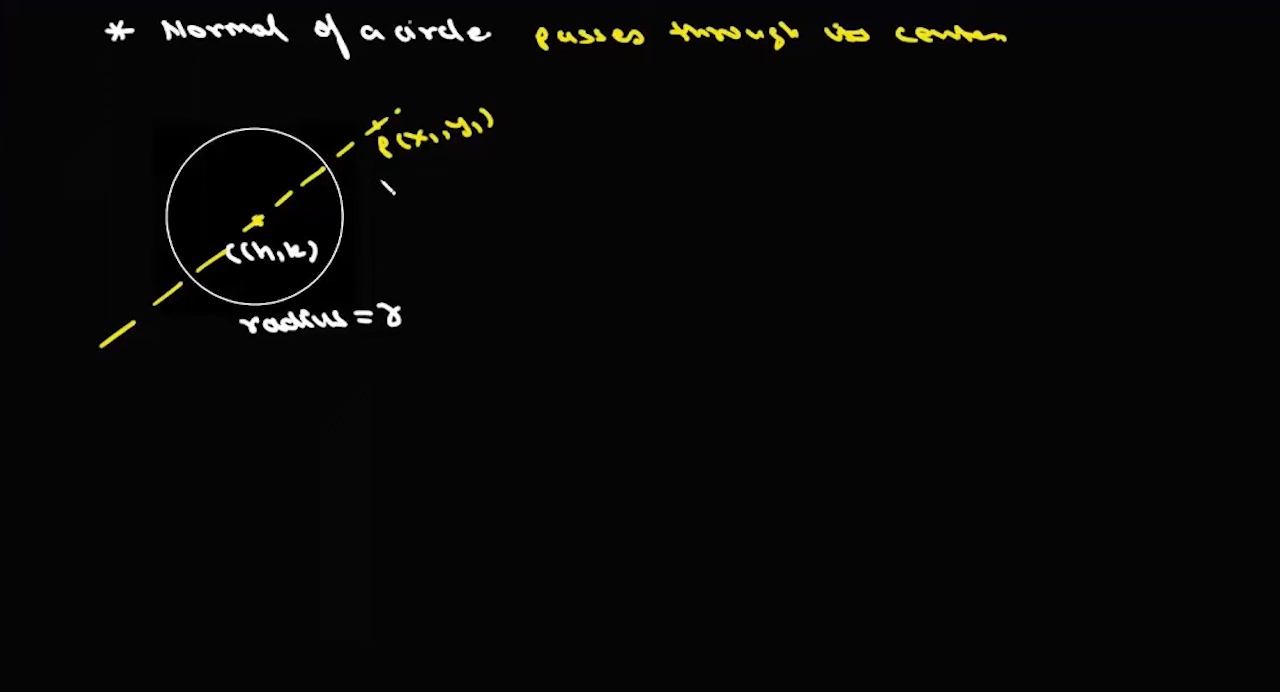 * Normal of a circle passes through its center
P(x₁,y₁)
C(h,k)
radius = r